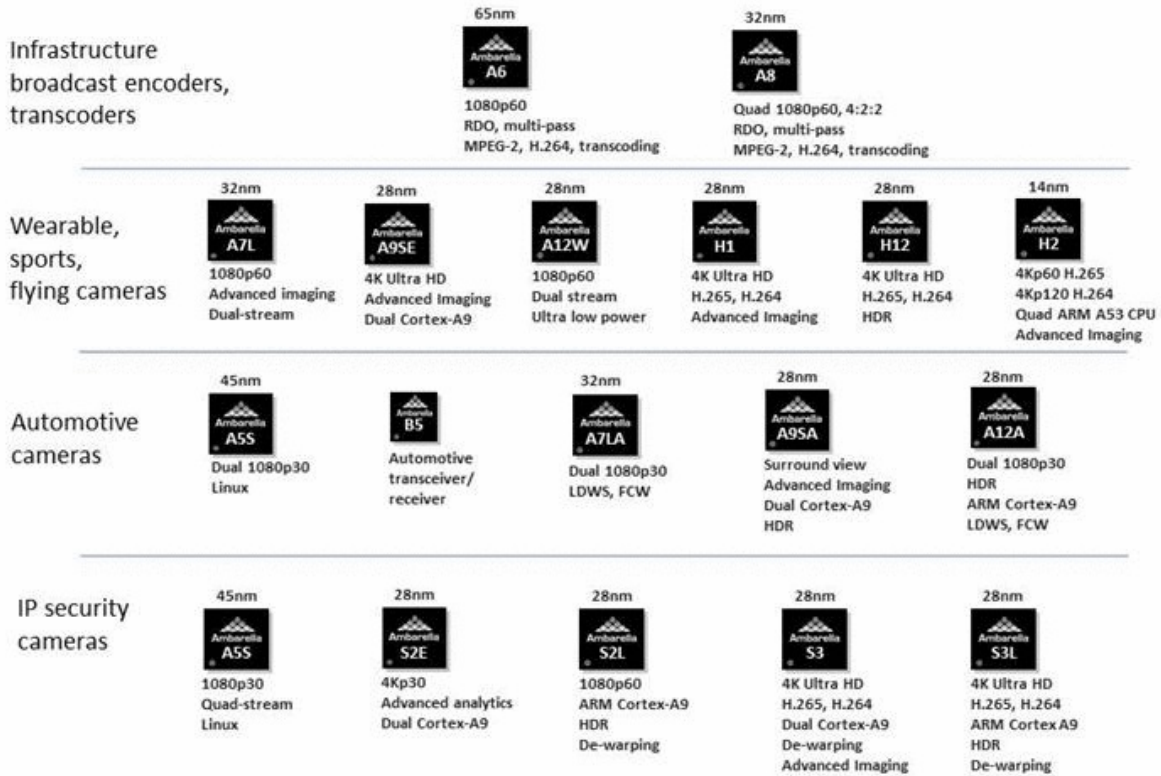 Infrastructure
broadcast encoders,
transcoders
65nm
Ambarella
A6
1080p60
RDO, multi-pass
MPEG-2, H.264, transcoding
32nm
Ambarella
A8
Quad 1080p60, 4:2:2
RDO, multi-pass
MPEG-2, H.264, transcoding
Wearable,
sports,
flying cameras
32nm
Ambarella
A7L
1080p60
Advanced imaging
Dual-stream
28nm
Ambarella
A9SE
4K Ultra HD
Advanced Imaging
Dual Cortex-A9
28nm
Ambarella
A12W
1080p60
Dual stream
Ultra low power
28nm
Ambarella
H1
4K Ultra HD
H.265, H.264
Advanced Imaging
28nm
Ambarella
H12
4K Ultra HD
H.265, H.264
HDR
14nm
Ambarella
H2
4Kp60 H.265
4Kp120 H.264
Quad ARM A53 CPU
Advanced Imaging
Automotive
cameras
45nm
Ambarella
A5S
Dual 1080p30
Linux
Ambarella
B5
Automotive
transceiver/
receiver
32nm
Ambarella
A7LA
Dual 1080p30
LDWS, FCW
28nm
Ambarella
A9SA
Surround view
Advanced Imaging
Dual Cortex-A9
HDR
28nm
Ambarella
A12A
Dual 1080p30
HDR
ARM Cortex-A9
LDWS, FCW
IP security
cameras
45nm
Ambarella
A5S
1080p30
Quad-stream
Linux
28nm
Ambarella
S2E
4Kp30
Advanced analytics
Dual Cortex-A9
28nm
Ambarella
S2L
1080p60
ARM Cortex-A9
HDR
De-warping
28nm
Ambarella
S3
4K Ultra HD
H.265, H.264
Dual Cortex-A9
De-warping
Advanced Imaging
28nm
Ambarella
S3L
4K Ultra HD
H.265, H.264
ARM Cortex A9
HDR
De-warping